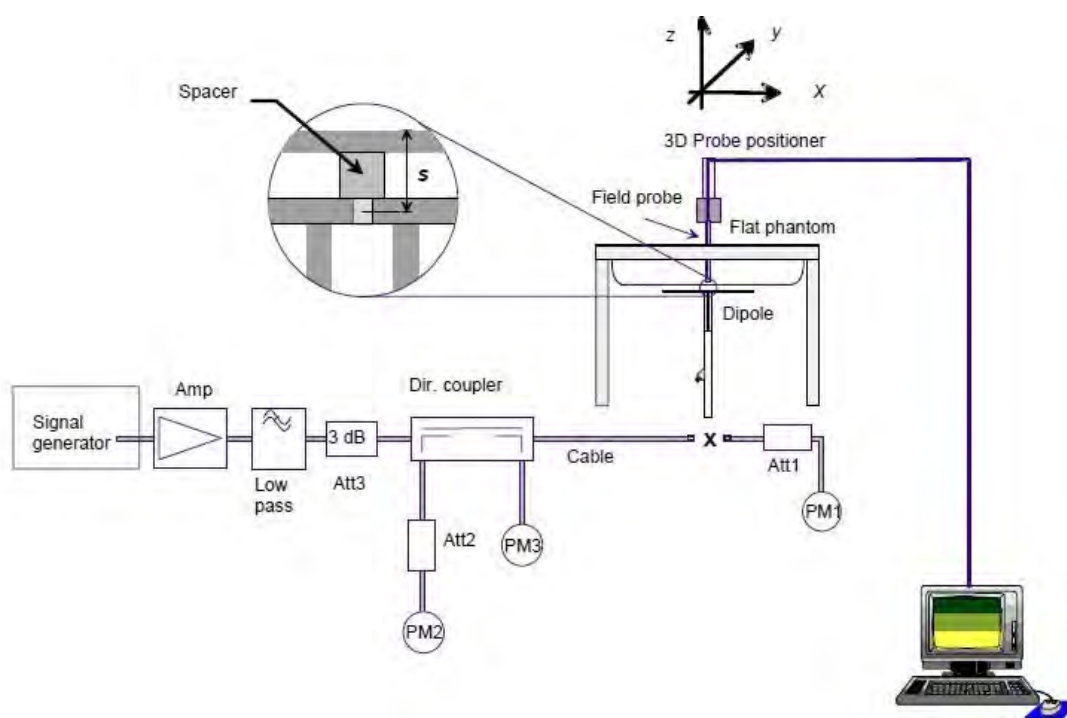 z
y
x
Spacer
s
3D Probe positioner
Field probe
Flat phantom
Dipole
Signal
generator
Amp
Low
pass
3 dB
Att3
Dir. coupler
Cable
x
Att1
PM1
Att2
PM3
PM2